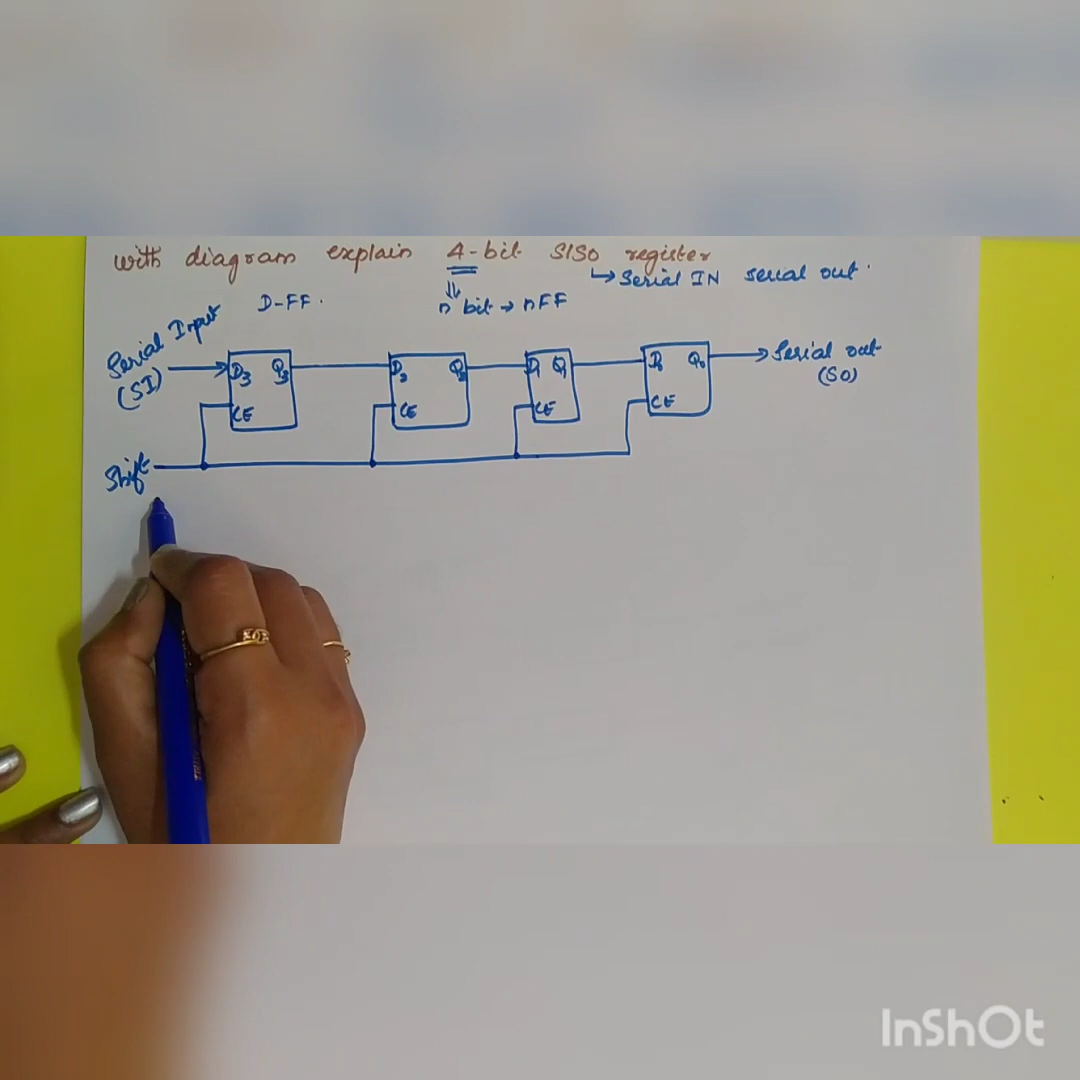 with diagram explain 4-bit SISO register
↳ Serial IN serial out.
D-FF.
n bit → nFF
Serial Input
(SI)
D3 Q3
CE
D2 Q2
CE
D1 Q1
CE
D0 Q0
CE
Serial out
(SO)
Shift
InShOt